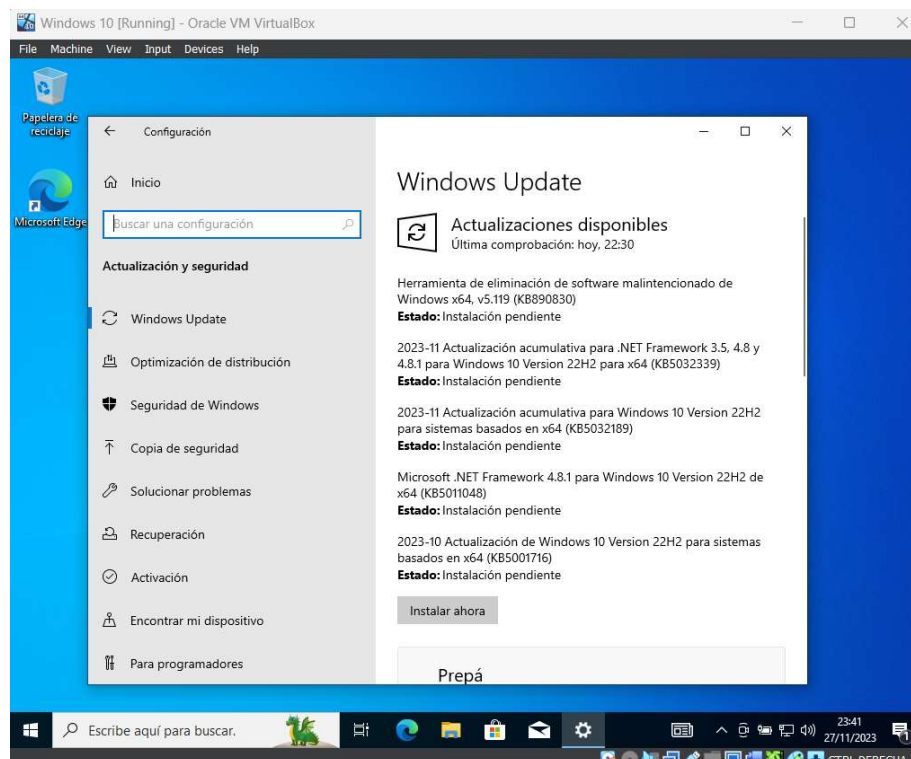 Windows 10 [Running] - Oracle VM VirtualBox
File Machine View Input Devices Help
Papelera de
reciclaje
Microsoft Edge
Configuración
Inicio
Buscar una configuración
Actualización y seguridad
Windows Update
Optimización de distribución
Seguridad de Windows
Copia de seguridad
Solucionar problemas
Recuperación
Activación
Encontrar mi dispositivo
Para programadores
Windows Update
Actualizaciones disponibles
Última comprobación: hoy, 22:30
Herramienta de eliminación de software malintencionado de
Windows x64, v5.119 (KB890830)
Estado: Instalación pendiente
2023-11 Actualización acumulativa para .NET Framework 3.5, 4.8 y
4.8.1 para Windows 10 Version 22H2 para x64 (KB5032339)
Estado: Instalación pendiente
2023-11 Actualización acumulativa para Windows 10 Version 22H2
para sistemas basados en x64 (KB5032189)
Estado: Instalación pendiente
Microsoft .NET Framework 4.8.1 para Windows 10 Version 22H2 de
x64 (KB5011048)
Estado: Instalación pendiente
2023-10 Actualización de Windows 10 Version 22H2 para sistemas
basados en x64 (KB5001716)
Estado: Instalación pendiente
Instalar ahora
Prepá
Escribe aquí para buscar.
23:41
27/11/2023
1
CTRL DERECHA